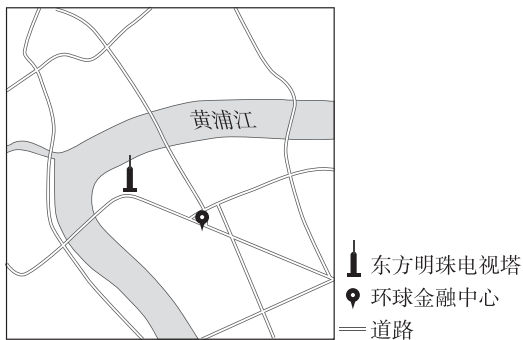 黄浦江
东方明珠电视塔
环球金融中心
道路